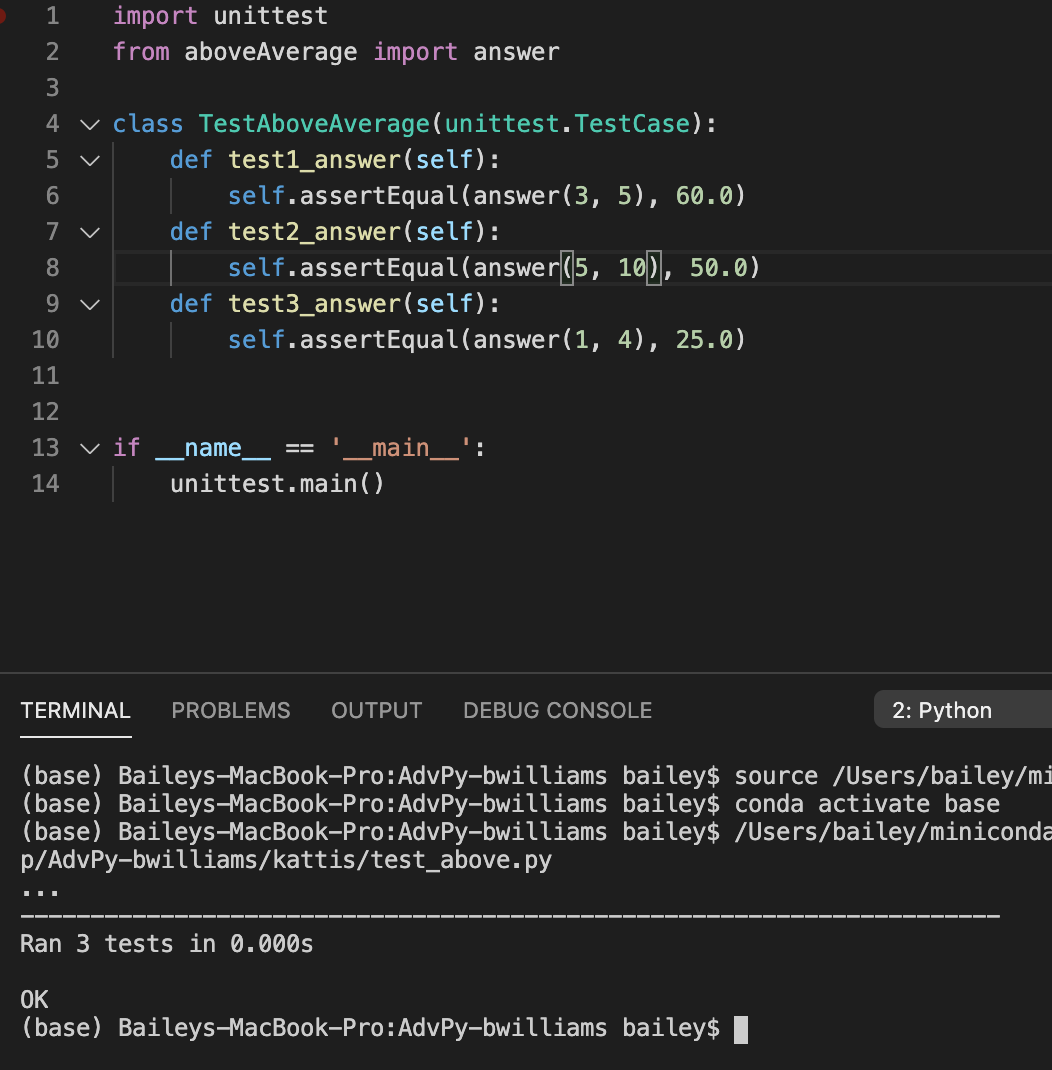 1 import unittest
2 from aboveAverage import answer
3
4 class TestAboveAverage(unittest.TestCase):
5     def test1_answer(self):
6         self.assertEqual(answer(3, 5), 60.0)
7     def test2_answer(self):
8         self.assertEqual(answer(5, 10), 50.0)
9     def test3_answer(self):
10         self.assertEqual(answer(1, 4), 25.0)
11
12
13 if __name__ == '__main__':
14     unittest.main()
TERMINAL PROBLEMS OUTPUT DEBUG CONSOLE 2: Python
(base) Baileys-MacBook-Pro:AdvPy-bwilliams bailey$ source /Users/bailey/mi
(base) Baileys-MacBook-Pro:AdvPy-bwilliams bailey$ conda activate base
(base) Baileys-MacBook-Pro:AdvPy-bwilliams bailey$ /Users/bailey/miniconda
p/AdvPy-bwilliams/kattis/test_above.py
...
----------------------------------------------------------------------
Ran 3 tests in 0.000s

OK
(base) Baileys-MacBook-Pro:AdvPy-bwilliams bailey$